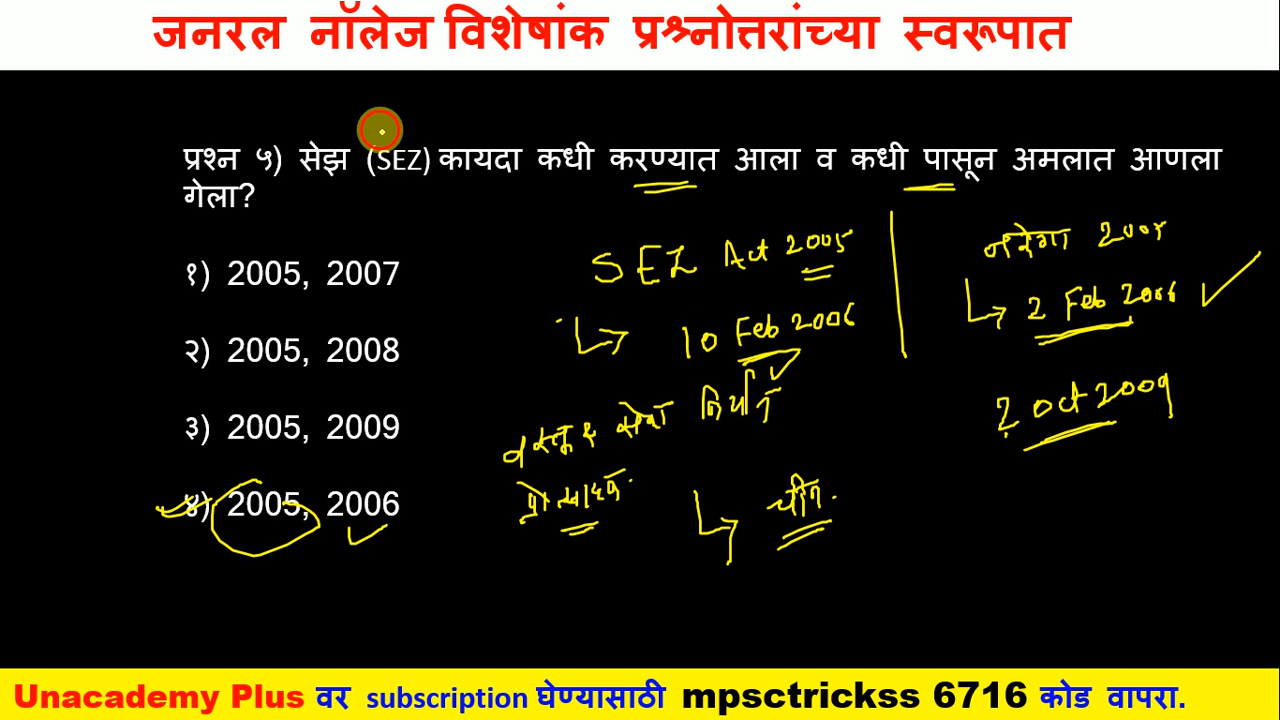 जनरल नॉलेज विशेषांक प्रश्नोत्तरांच्या स्वरूपात
प्रश्न ५) सेझ (SEZ) कायदा कधी करण्यात आला व कधी पासून अमलात आणला
गेला?
१) 2005, 2007
२) 2005, 2008
३) 2005, 2009
४) 2005, 2006
SEZ Act 2005
10 Feb 2006
वस्तू व सेवा निर्यात
प्रोत्साहन
चीन
नरेगा 2005
2 Feb 2006
2 Oct 2009
Unacademy Plus वर subscription घेण्यासाठी mpsctrickss 6716 कोड वापरा.